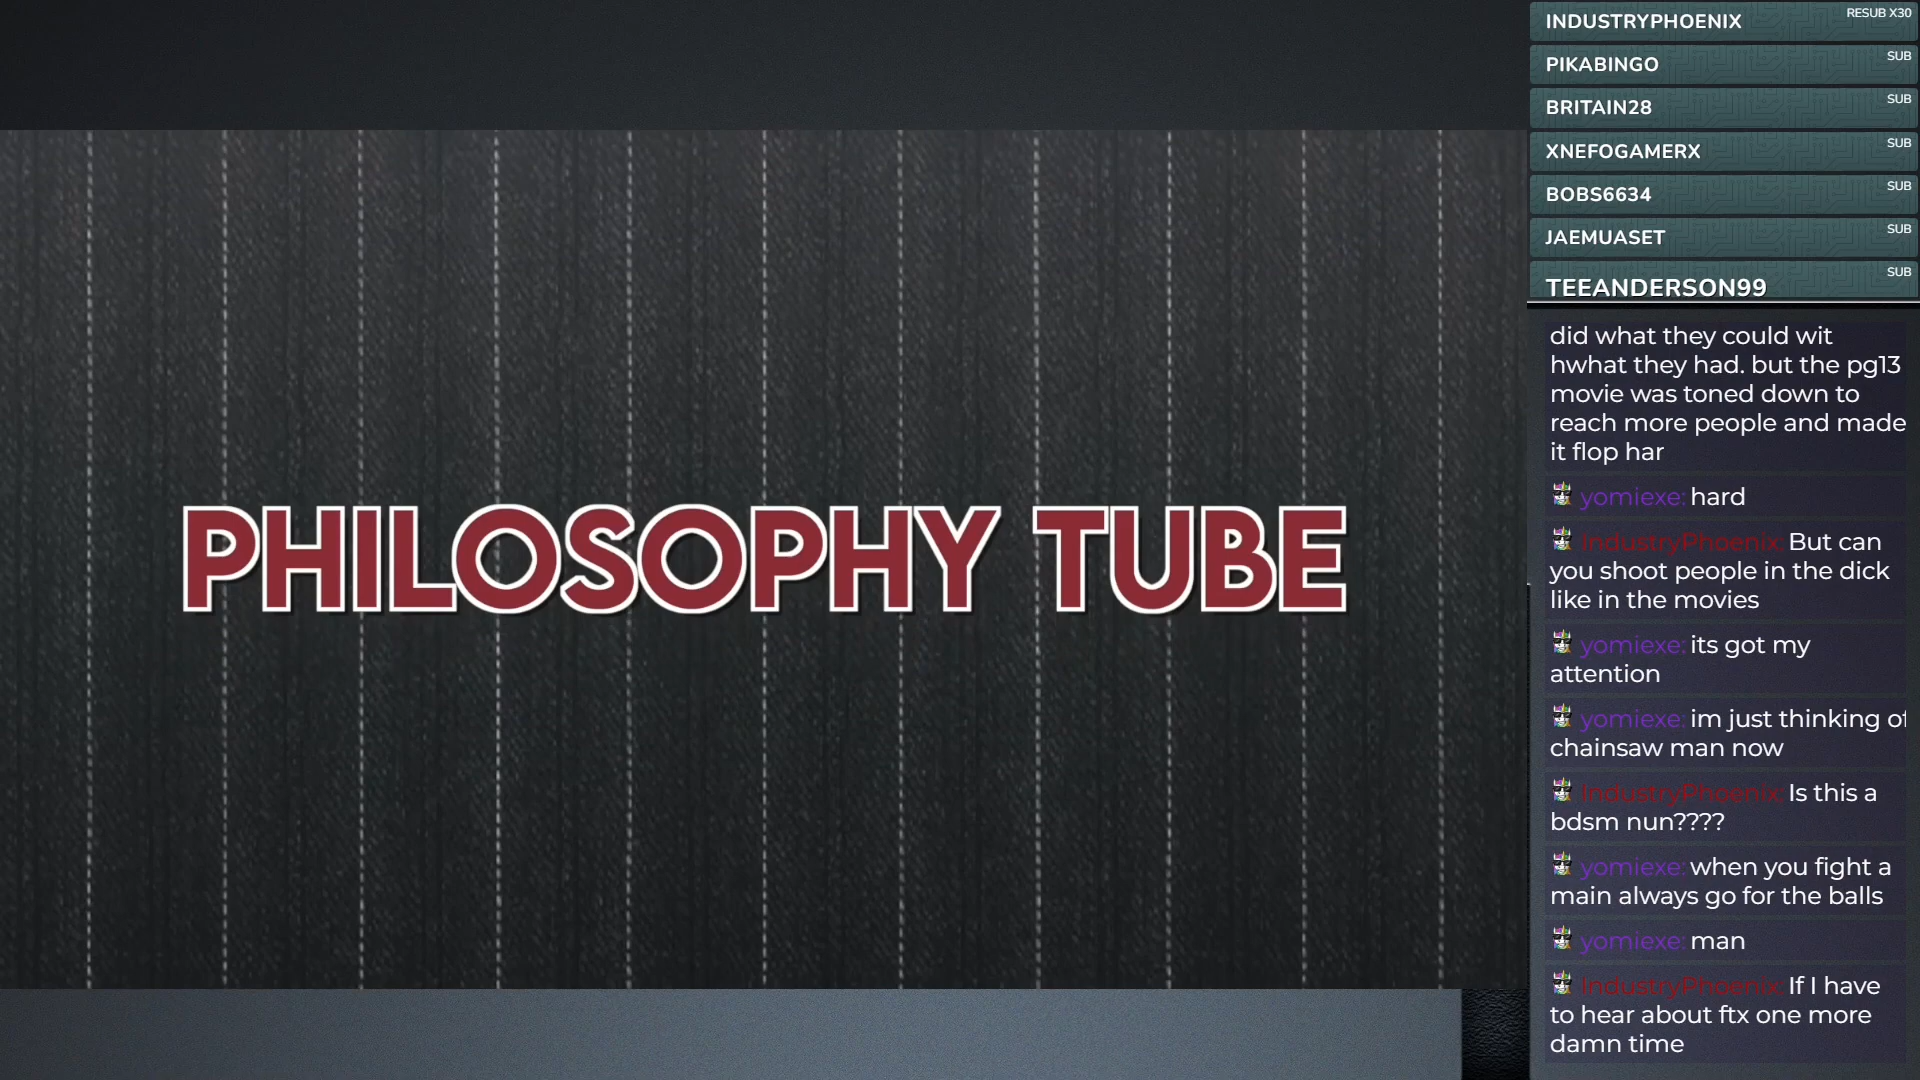 PHILOSOPHY TUBE
INDUSTRYPHOENIX RESUB X30
PIKABINGO SUB
BRITAIN28 SUB
XNEFOGAMERX SUB
BOBS6634 SUB
JAEMUASET SUB
TEEANDERSON99 SUB
did what they could wit
hwhat they had. but the pg13
movie was toned down to
reach more people and made
it flop har
yomiexe: hard
IndustryPhoenix: But can
you shoot people in the dick
like in the movies
yomiexe: its got my
attention
yomiexe: im just thinking of
chainsaw man now
IndustryPhoenix: Is this a
bdsm nun????
yomiexe: when you fight a
main always go for the balls
yomiexe: man
IndustryPhoenix: If I have
to hear about ftx one more
damn time